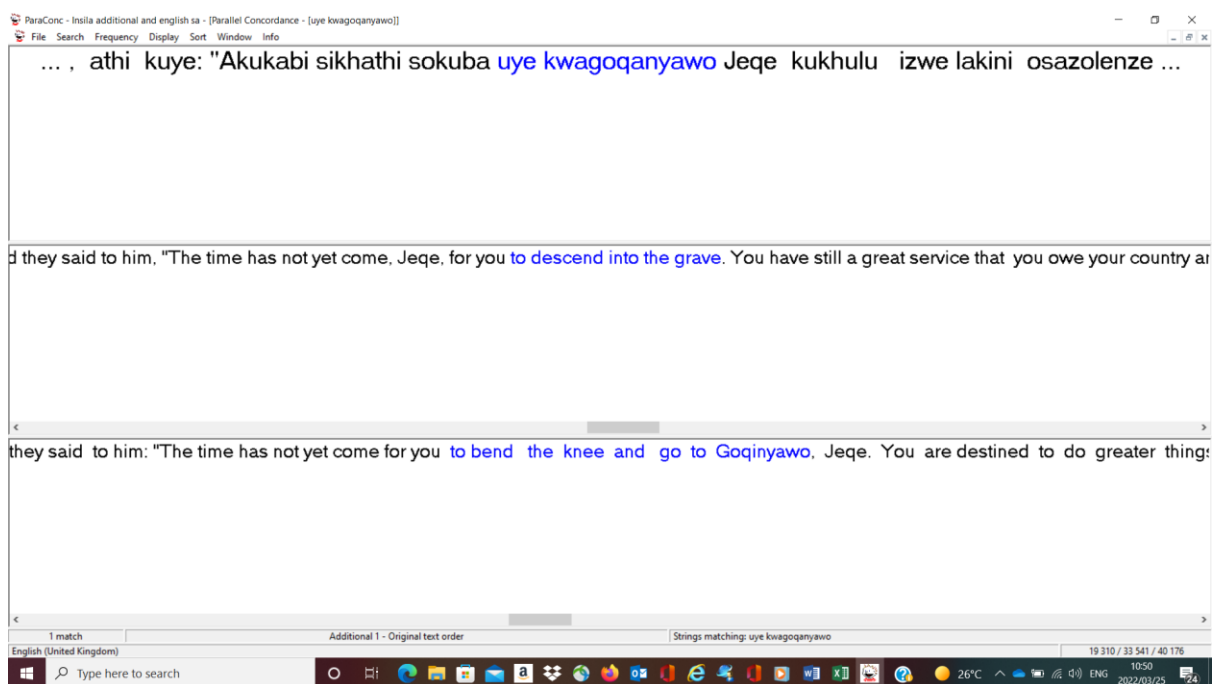 ParaConc - Insila additional and english sa - [Parallel Concordance - [uye kwagoqanyawo]]
File Search Frequency Display Sort Window Info
... , athi kuye: "Akukabi sikhathi sokuba uye kwagoqanyawo Jeqe kukhulu izwe lakini osazolenze ...
d they said to him, "The time has not yet come, Jeqe, for you to descend into the grave. You have still a great service that you owe your country an
they said to him: "The time has not yet come for you to bend the knee and go to Goqinyawo, Jeqe. You are destined to do greater things
1 match Additional 1 - Original text order Strings matching: uye kwagoqanyawo
English (United Kingdom) 19 310 / 33 541 / 40 176
Type here to search 26°C ENG 10:50
2022/03/25 24